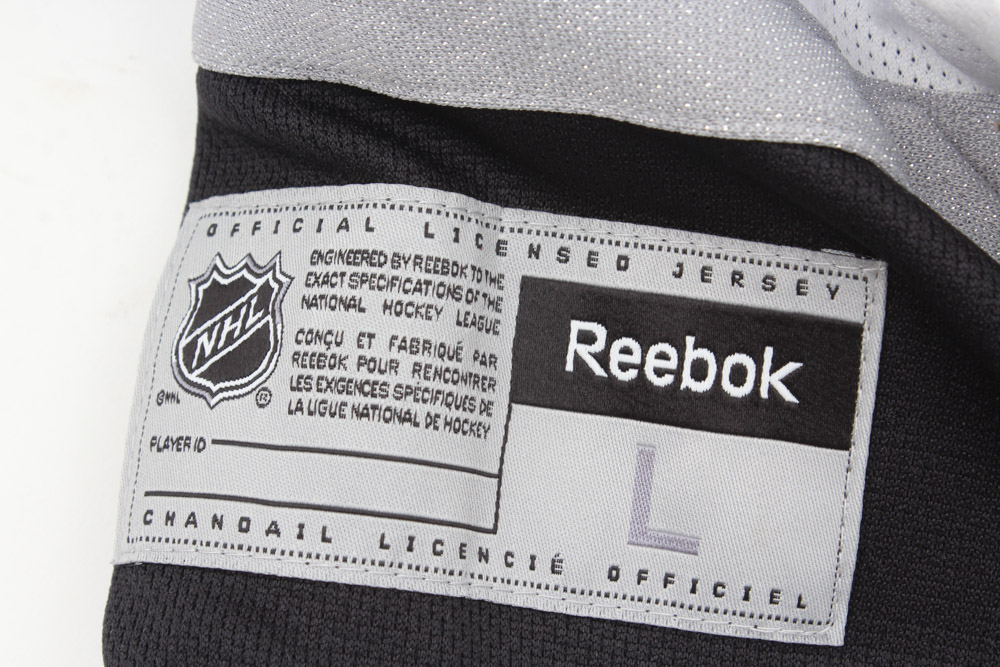 OFFICIAL LICENSED JERSEY
NHL
©NHL
®
ENGINEERED BY REEBOK TO THE
EXACT SPECIFICATIONS OF THE
NATIONAL HOCKEY LEAGUE
CONÇU ET FABRIQUÉ PAR
REEBOK POUR RENCONTRER
LES EXIGENCES SPÉCIFIQUES DE
LA LIGUE NATIONAL DE HOCKEY
PLAYER ID
Reebok
L
CHANDAIL LICENCIÉ OFFICIEL